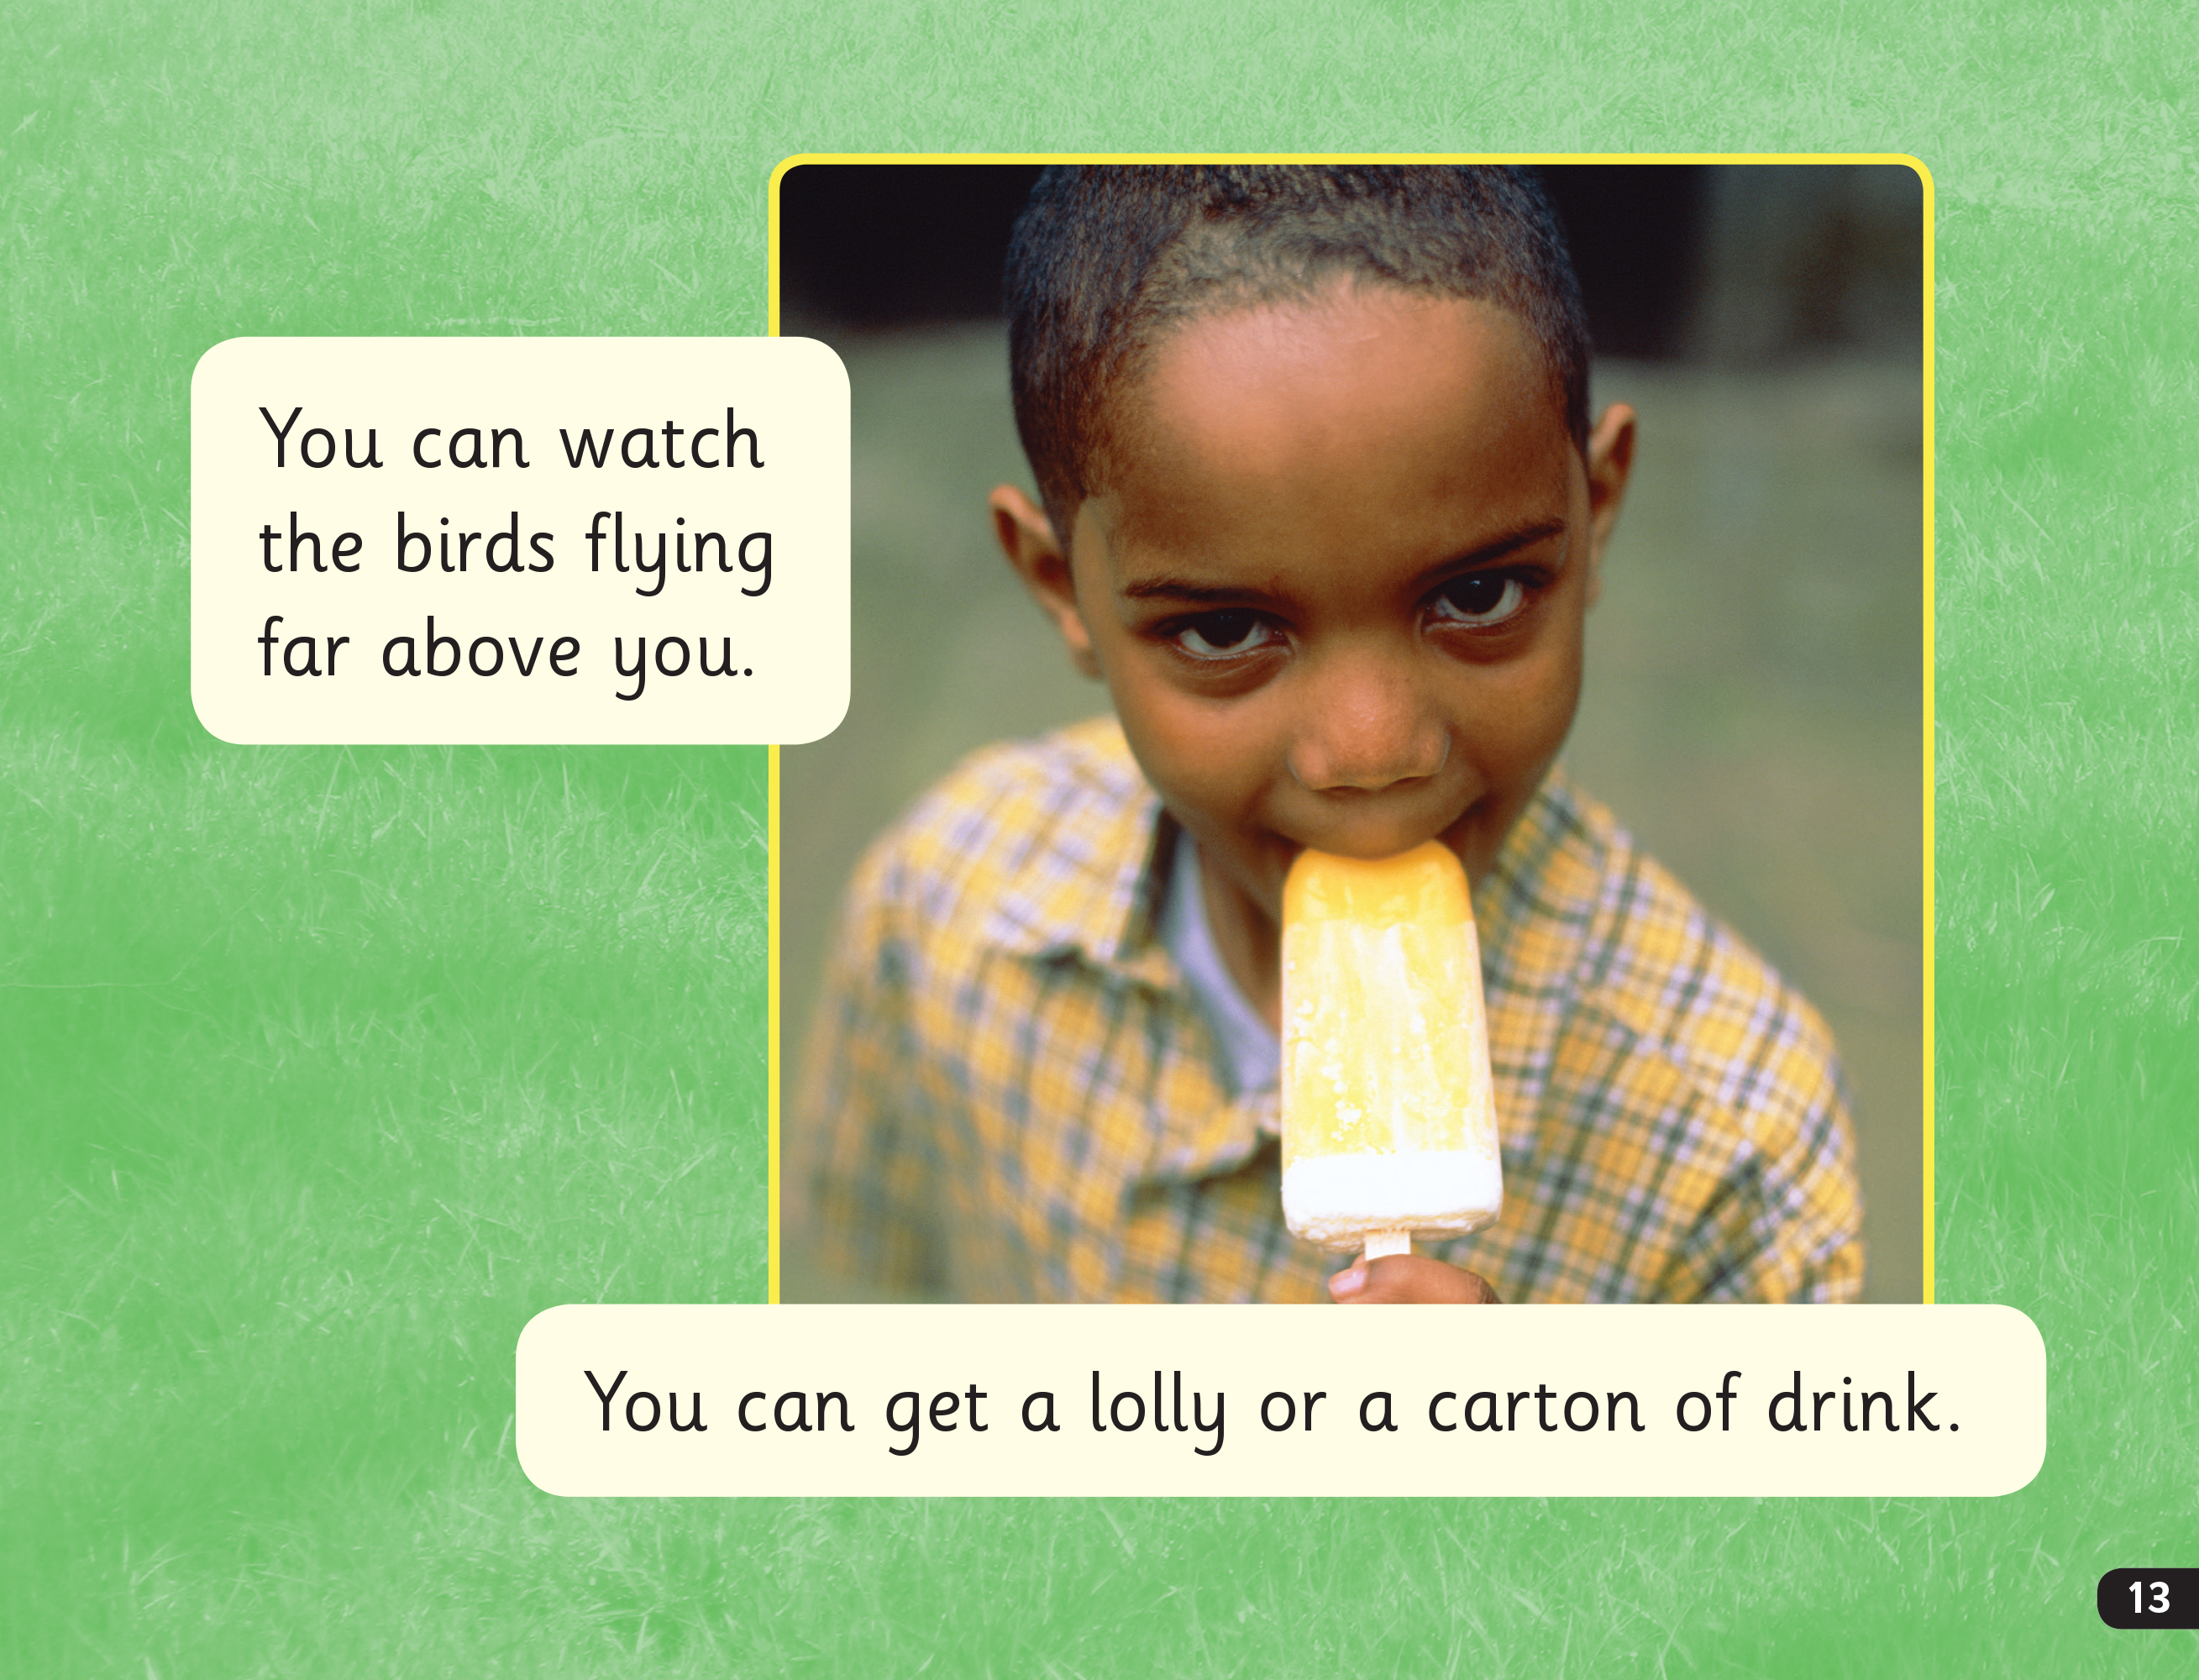 You can watch
the birds flying
far above you.
You can get a lolly or a carton of drink.
13